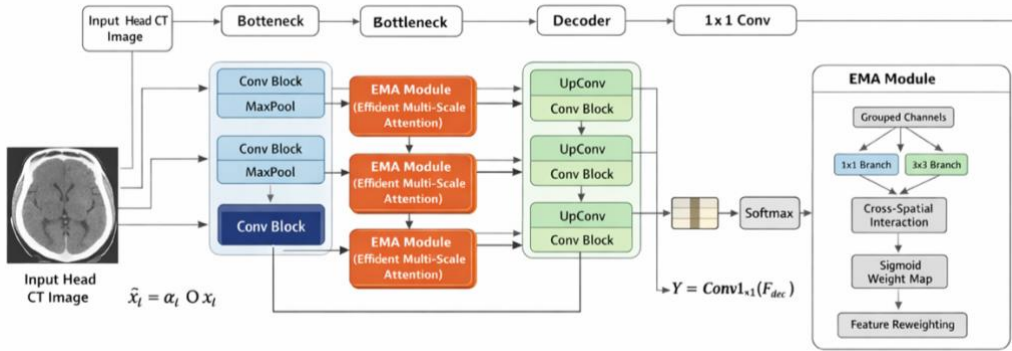 Input Head CT
Image
Botteneck
Bottleneck
Decoder
1x1 Conv
Conv Block
MaxPool
Conv Block
MaxPool
Conv Block
EMA Module
(Effident Multi-Scale
Attention)
EMA Module
(Effident Multi-Scale
Attention)
EMA Module
(Effident Multi-Scale
Attention)
UpConv
Conv Block
UpConv
Conv Block
UpConv
Conv Block
Softmax
Input Head
CT Image
x̂ₗ = αₗ O xₗ
Y = Conv1ₓ₁(F_dec)
EMA Module
Grouped Channels
1x1 Branch
3x3 Branch
Cross-Spatial
Interaction
Sigmoid
Weight Map
Feature Reweighting